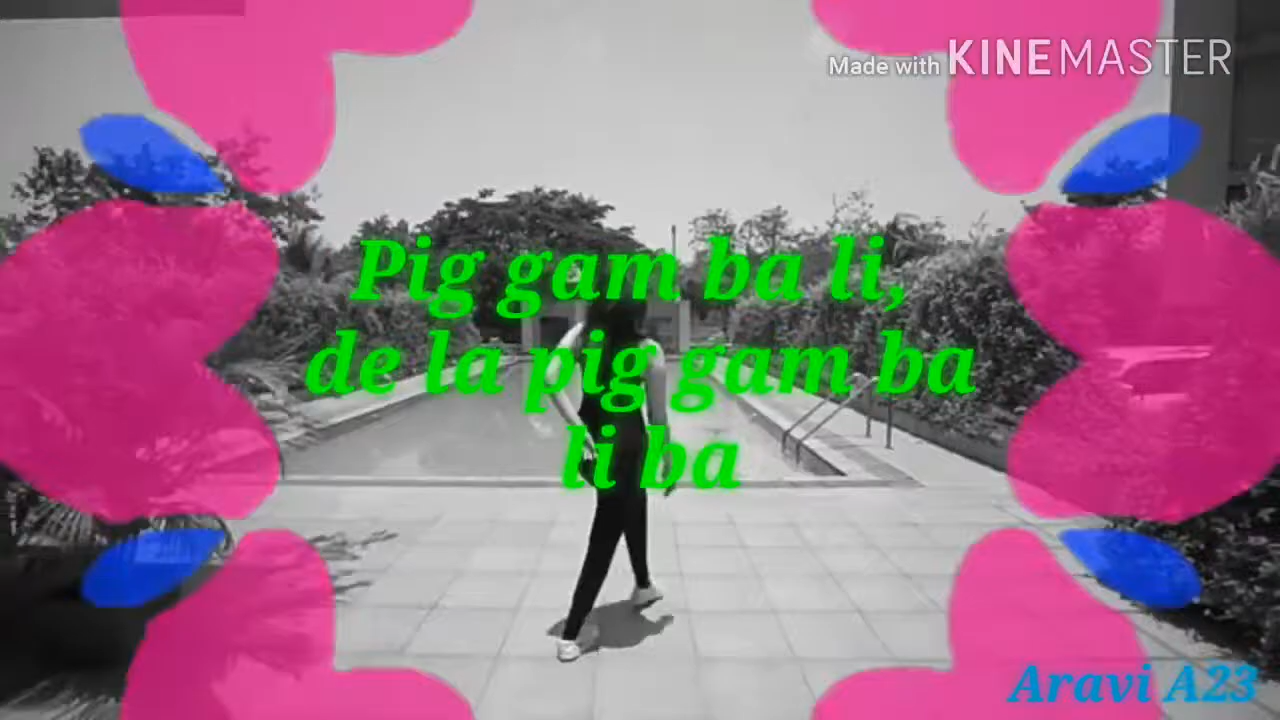 Made with KINEMASTER
Pig gam ba li,
de la pig gam ba
li ba
Aravi A23